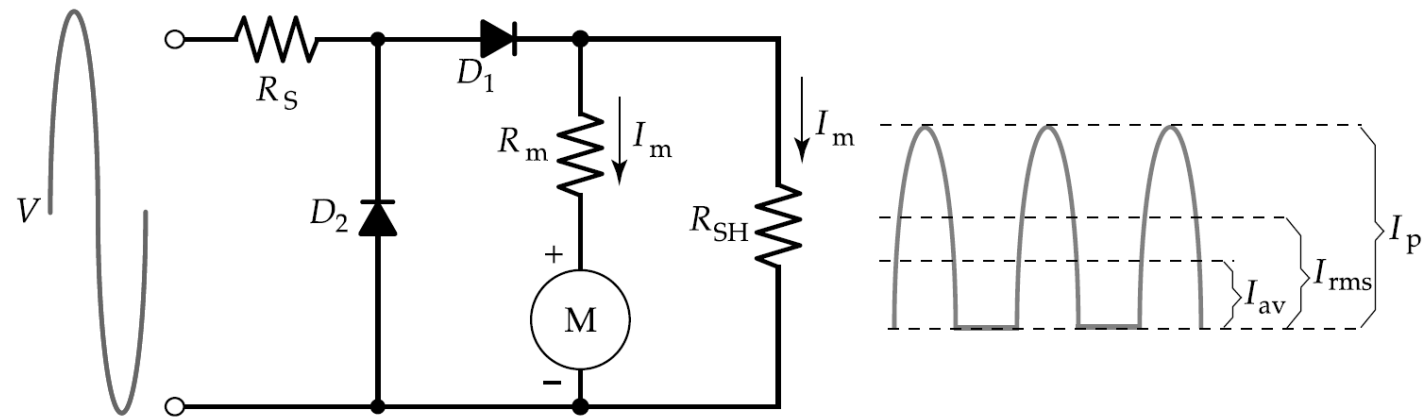 V
R_S
D_1
D_2
R_m
I_m
+
M
−
R_SH
I_m
I_av
I_rms
I_p